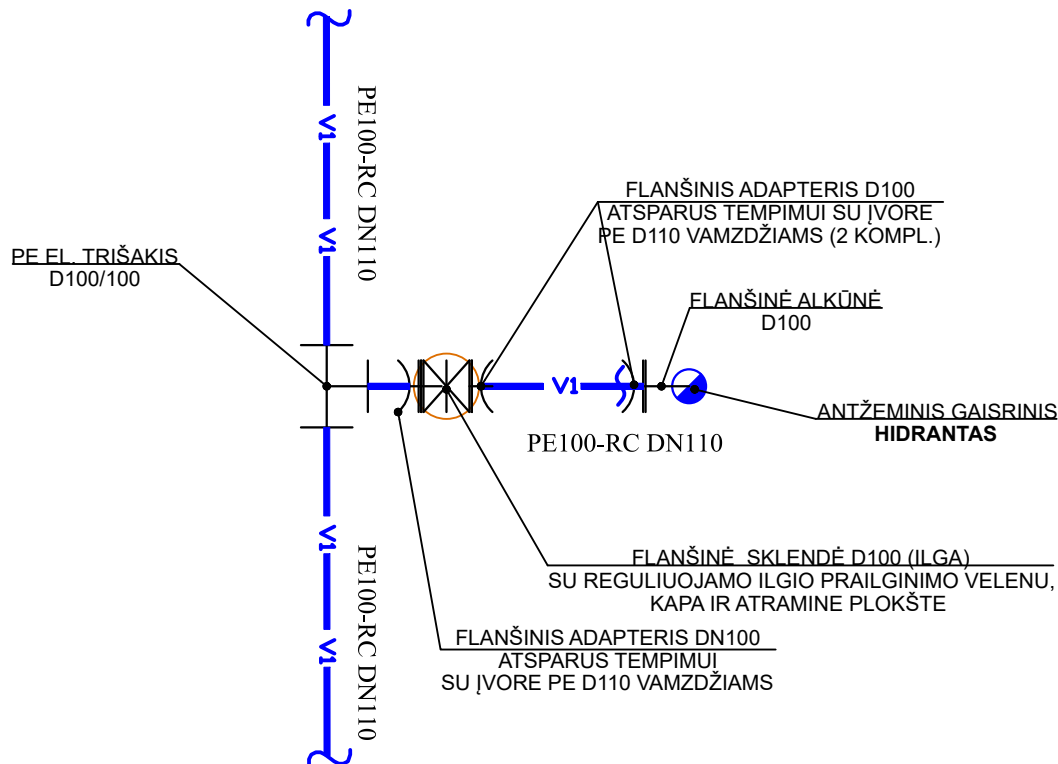 V1
PE100-RC DN110
V1
FLANŠINIS ADAPTERIS D100
ATSPARUS TEMPIMUI SU ĮVORE
PE D110 VAMZDŽIAMS (2 KOMPL.)
PE EL. TRIŠAKIS
D100/100
FLANŠINĖ ALKŪNĖ
D100
V1
ANTŽEMINIS GAISRINIS
HIDRANTAS
PE100-RC DN110
V1
PE100-RC DN110
V1
FLANŠINĖ SKLENDĖ D100 (ILGA)
SU REGULIUOJAMO ILGIO PRAILGINIMO VELENU,
KAPA IR ATRAMINE PLOKŠTE
FLANŠINIS ADAPTERIS DN100
ATSPARUS TEMPIMUI
SU ĮVORE PE D110 VAMZDŽIAMS